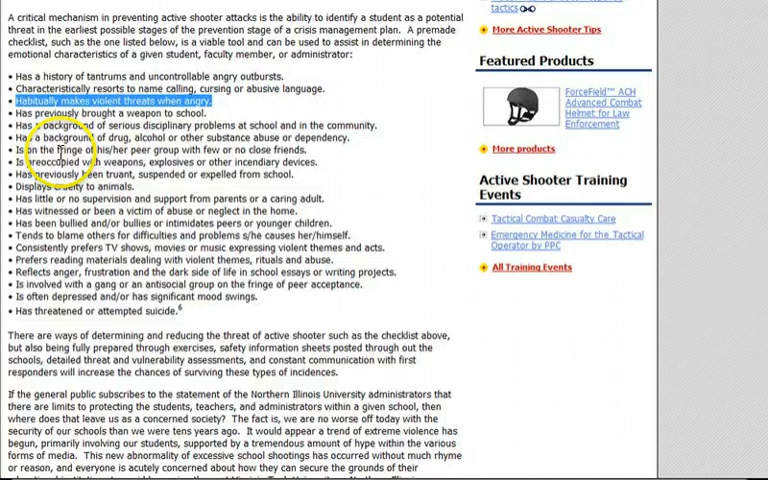 A critical mechanism in preventing active shooter attacks is the ability to identify a student as a potential
threat in the earliest possible stages of the prevention stage of a crisis management plan. A premade
checklist, such as the one listed below, is a viable tool and can be used to assist in determining the
emotional characteristics of a given student, faculty member, or administrator:
• Has a history of tantrums and uncontrollable angry outbursts.
• Characteristically resorts to name calling, cursing or abusive language.
• Habitually makes violent threats when angry.
• Has previously brought a weapon to school.
• Has a background of serious disciplinary problems at school and in the community.
• Has a background of drug, alcohol or other substance abuse or dependency.
• Is on the fringe of his/her peer group with few or no close friends.
• Is preoccupied with weapons, explosives or other incendiary devices.
• Has previously been truant, suspended or expelled from school.
• Displays cruelty to animals.
• Has little or no supervision and support from parents or a caring adult.
• Has witnessed or been a victim of abuse or neglect in the home.
• Has been bullied and/or bullies or intimidates peers or younger children.
• Tends to blame others for difficulties and problems s/he causes her/himself.
• Consistently prefers TV shows, movies or music expressing violent themes and acts.
• Prefers reading materials dealing with violent themes, rituals and abuse.
• Reflects anger, frustration and the dark side of life in school essays or writing projects.
• Is involved with a gang or an antisocial group on the fringe of peer acceptance.
• Is often depressed and/or has significant mood swings.
• Has threatened or attempted suicide.6
There are ways of determining and reducing the threat of active shooter such as the checklist above,
but also being fully prepared through exercises, safety information sheets posted through out the
schools, detailed threat and vulnerability assessments, and constant communication with first
responders will increase the chances of surviving these types of incidences.
If the general public subscribes to the statement of the Northern Illinois University administrators that
there are limits to protecting the students, teachers, and administrators within a given school, then
where does that leave us as a concerned society? The fact is, we are no worse off today with the
security of our schools than we were tens years ago. It would appear a trend of extreme violence has
begun, primarily involving our students, supported by a tremendous amount of hype within the various
forms of media. This new abnormality of excessive school shootings has occurred without much rhyme
or reason, and everyone is acutely concerned about how they can secure the grounds of their
tactics
More Active Shooter Tips
Featured Products
ForceField™ ACH
Advanced Combat
Helmet for Law
Enforcement
More products
Active Shooter Training
Events
Tactical Combat Casualty Care
Emergency Medicine for the Tactical
Operator by PPC
All Training Events